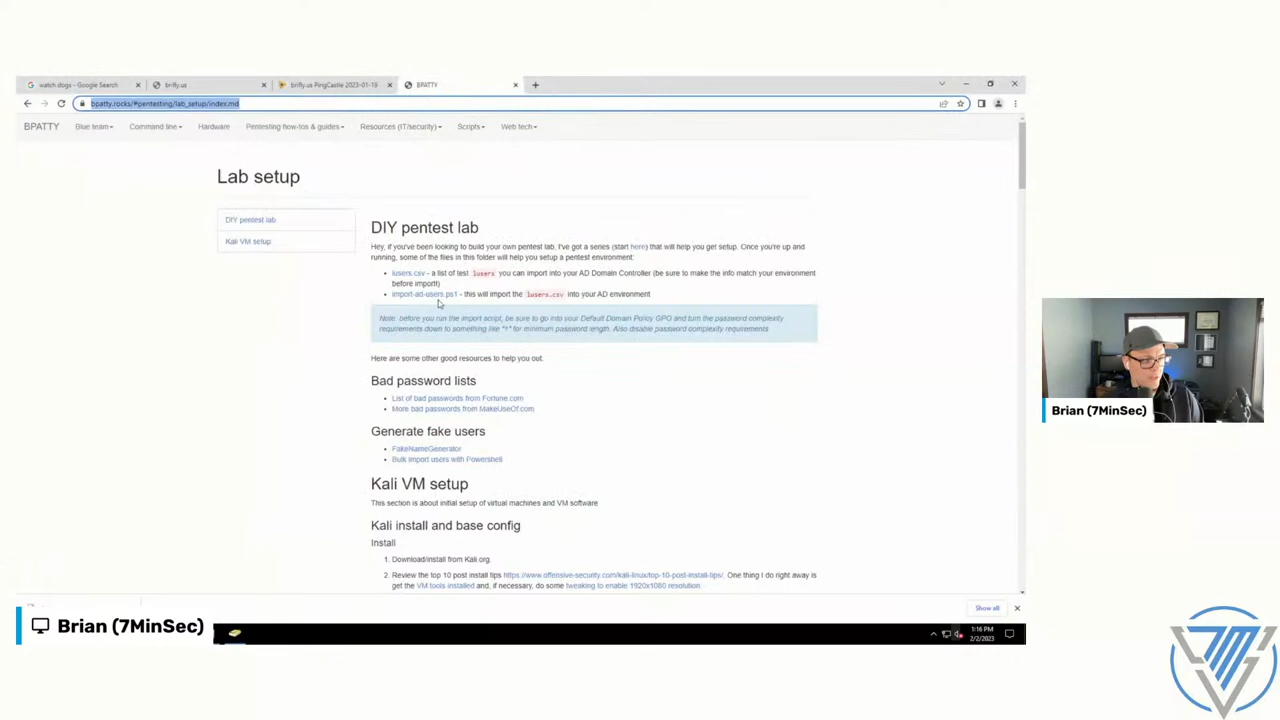 watch dogs - Google Search
brifly.us
brifly.us PingCastle 2023-01-19
BPATTY
bpatty.rocks/#pentesting/lab_setup/index.md
BPATTY Blue team Command line Hardware Pentesting how-tos & guides Resources (IT/security) Scripts Web tech
Lab setup
DIY pentest lab
Kali VM setup
DIY pentest lab
Hey, if you've been looking to build your own pentest lab, I've got a series (start here) that will help you get setup. Once you're up and
running, some of the files in this folder will help you setup a pentest environment:
lusers.csv - a list of test lusers you can import into your AD Domain Controller (be sure to make the info match your environment
before import!)
import-ad-users.ps1 - this will import the lusers.csv into your AD environment
Note: before you run the import script, be sure to go into your Default Domain Policy GPO and turn the password complexity
requirements down to something like "1" for minimum password length. Also disable password complexity requirements
Here are some other good resources to help you out:
Bad password lists
List of bad passwords from Fortune.com
More bad passwords from MakeUseOf.com
Generate fake users
FakeNameGenerator
Bulk import users with Powershell
Kali VM setup
This section is about initial setup of virtual machines and VM software
Kali install and base config
Install
1. Download/install from Kali org.
2. Review the top 10 post install tips https://www.offensive-security.com/kali-linux/top-10-post-install-tips/. One thing I do right away is
get the VM tools installed and, if necessary, do some tweaking to enable 1920x1080 resolution.
Show all
1:16 PM
2/2/2023
Brian (7MinSec)
Brian (7MinSec)
7M